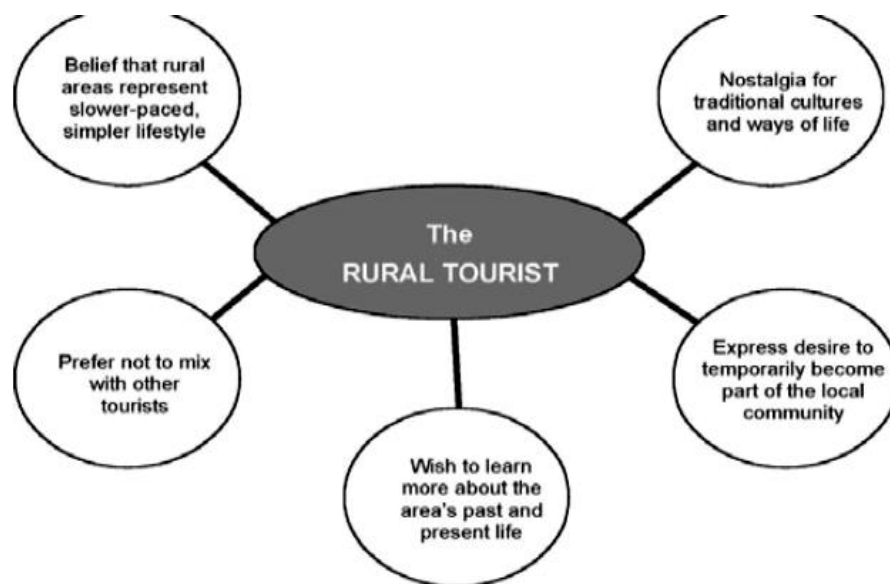 Belief that rural
areas represent
slower-paced,
simpler lifestyle
Nostalgia for
traditional cultures
and ways of life
The
RURAL TOURIST
Prefer not to mix
with other
tourists
Express desire to
temporarily become
part of the local
community
Wish to learn
more about the
area's past and
present life